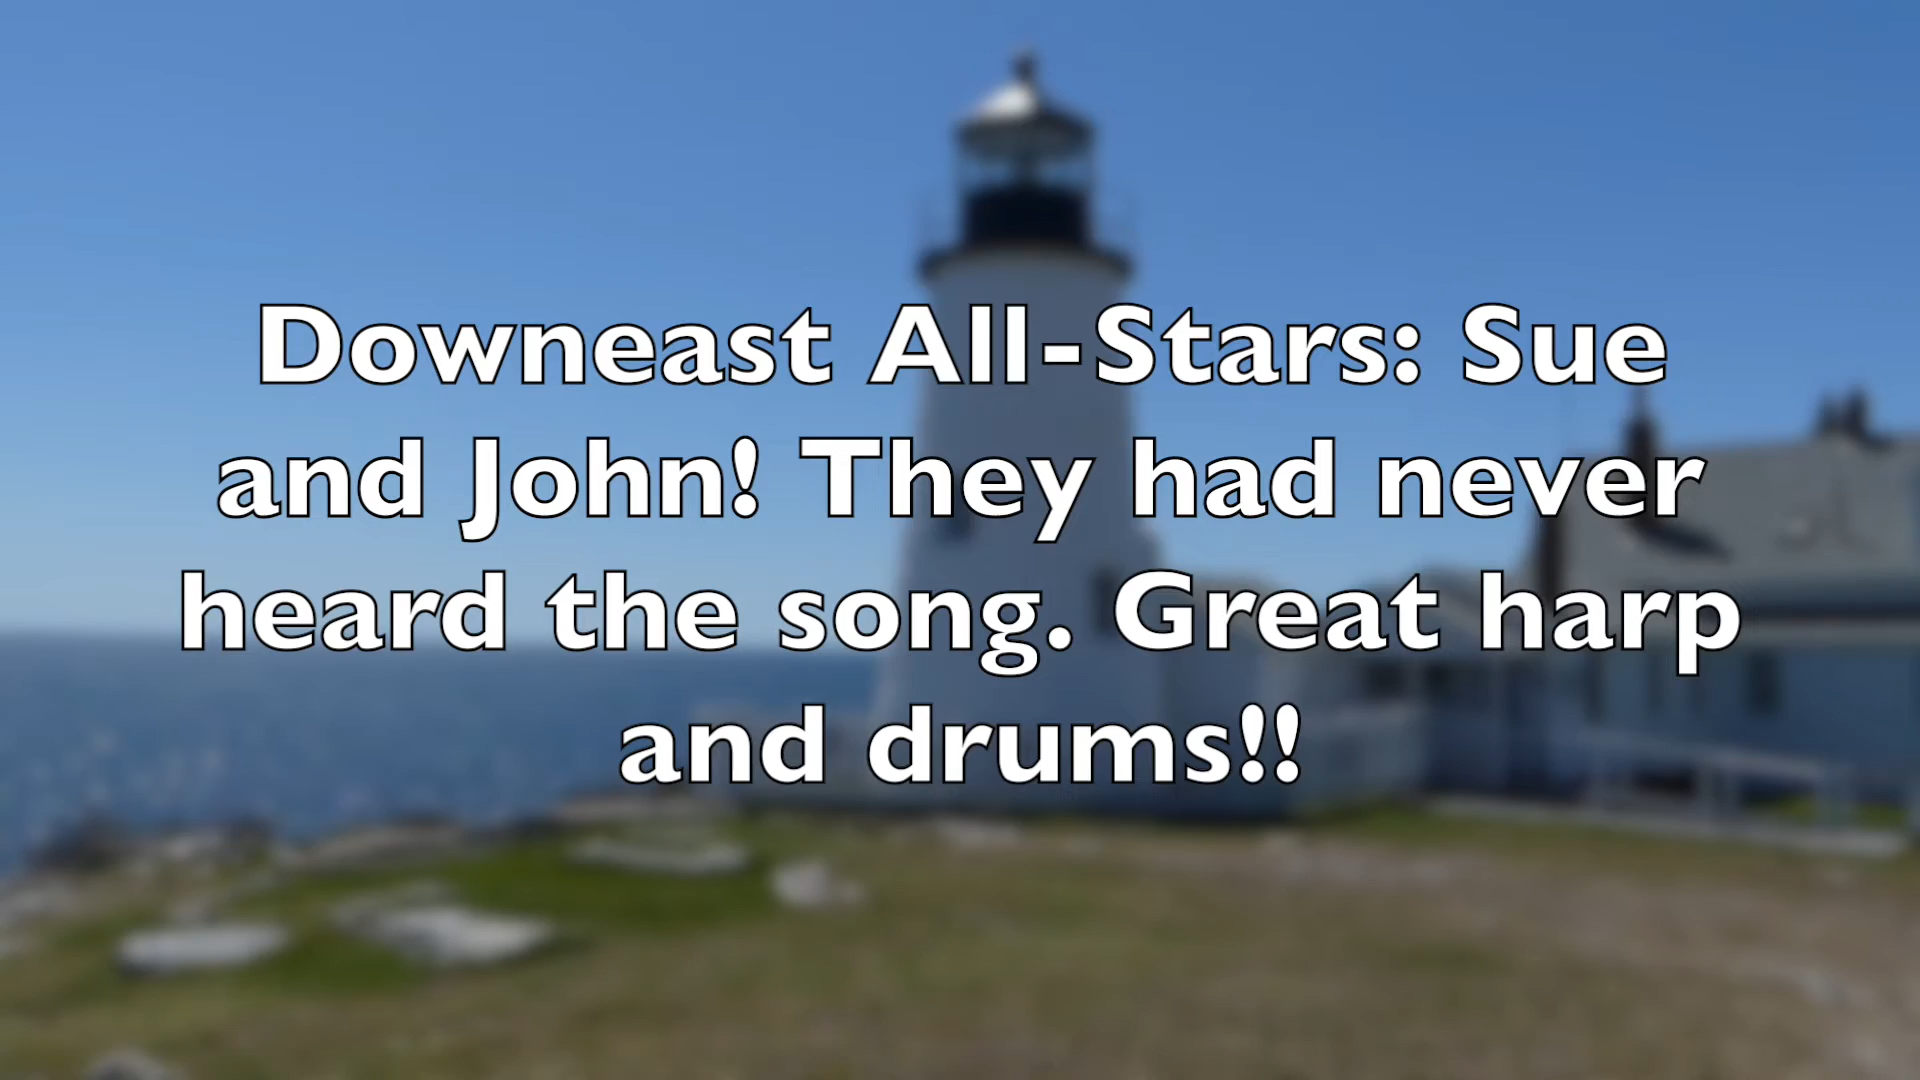 Downeast All-Stars: Sue
and John! They had never
heard the song. Great harp
and drums!!